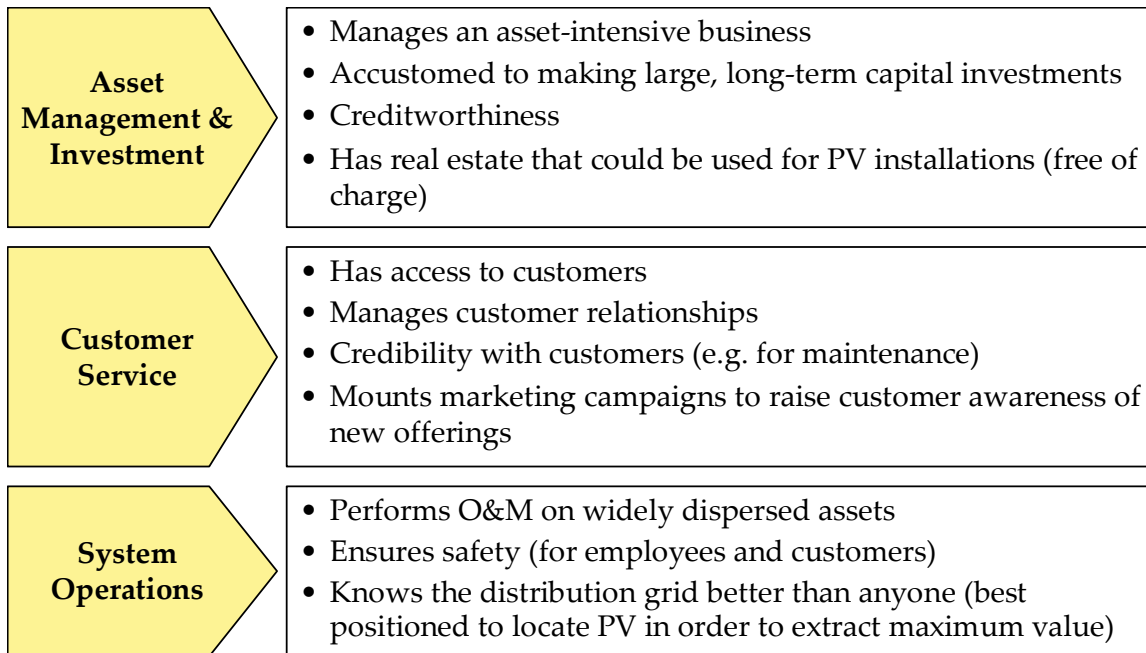 Asset
Management &
Investment
• Manages an asset-intensive business
• Accustomed to making large, long-term capital investments
• Creditworthiness
• Has real estate that could be used for PV installations (free of
charge)
Customer
Service
• Has access to customers
• Manages customer relationships
• Credibility with customers (e.g. for maintenance)
• Mounts marketing campaigns to raise customer awareness of
new offerings
System
Operations
• Performs O&M on widely dispersed assets
• Ensures safety (for employees and customers)
• Knows the distribution grid better than anyone (best
positioned to locate PV in order to extract maximum value)